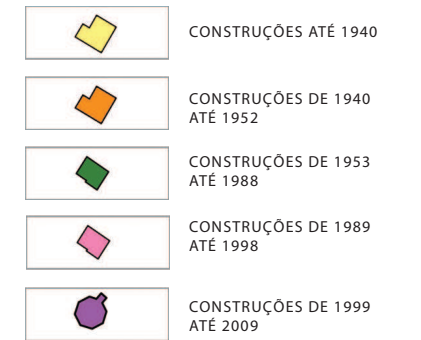 CONSTRUÇÕES ATÉ 1940
CONSTRUÇÕES DE 1940
ATÉ 1952
CONSTRUÇÕES DE 1953
ATÉ 1988
CONSTRUÇÕES DE 1989
ATÉ 1998
CONSTRUÇÕES DE 1999
ATÉ 2009